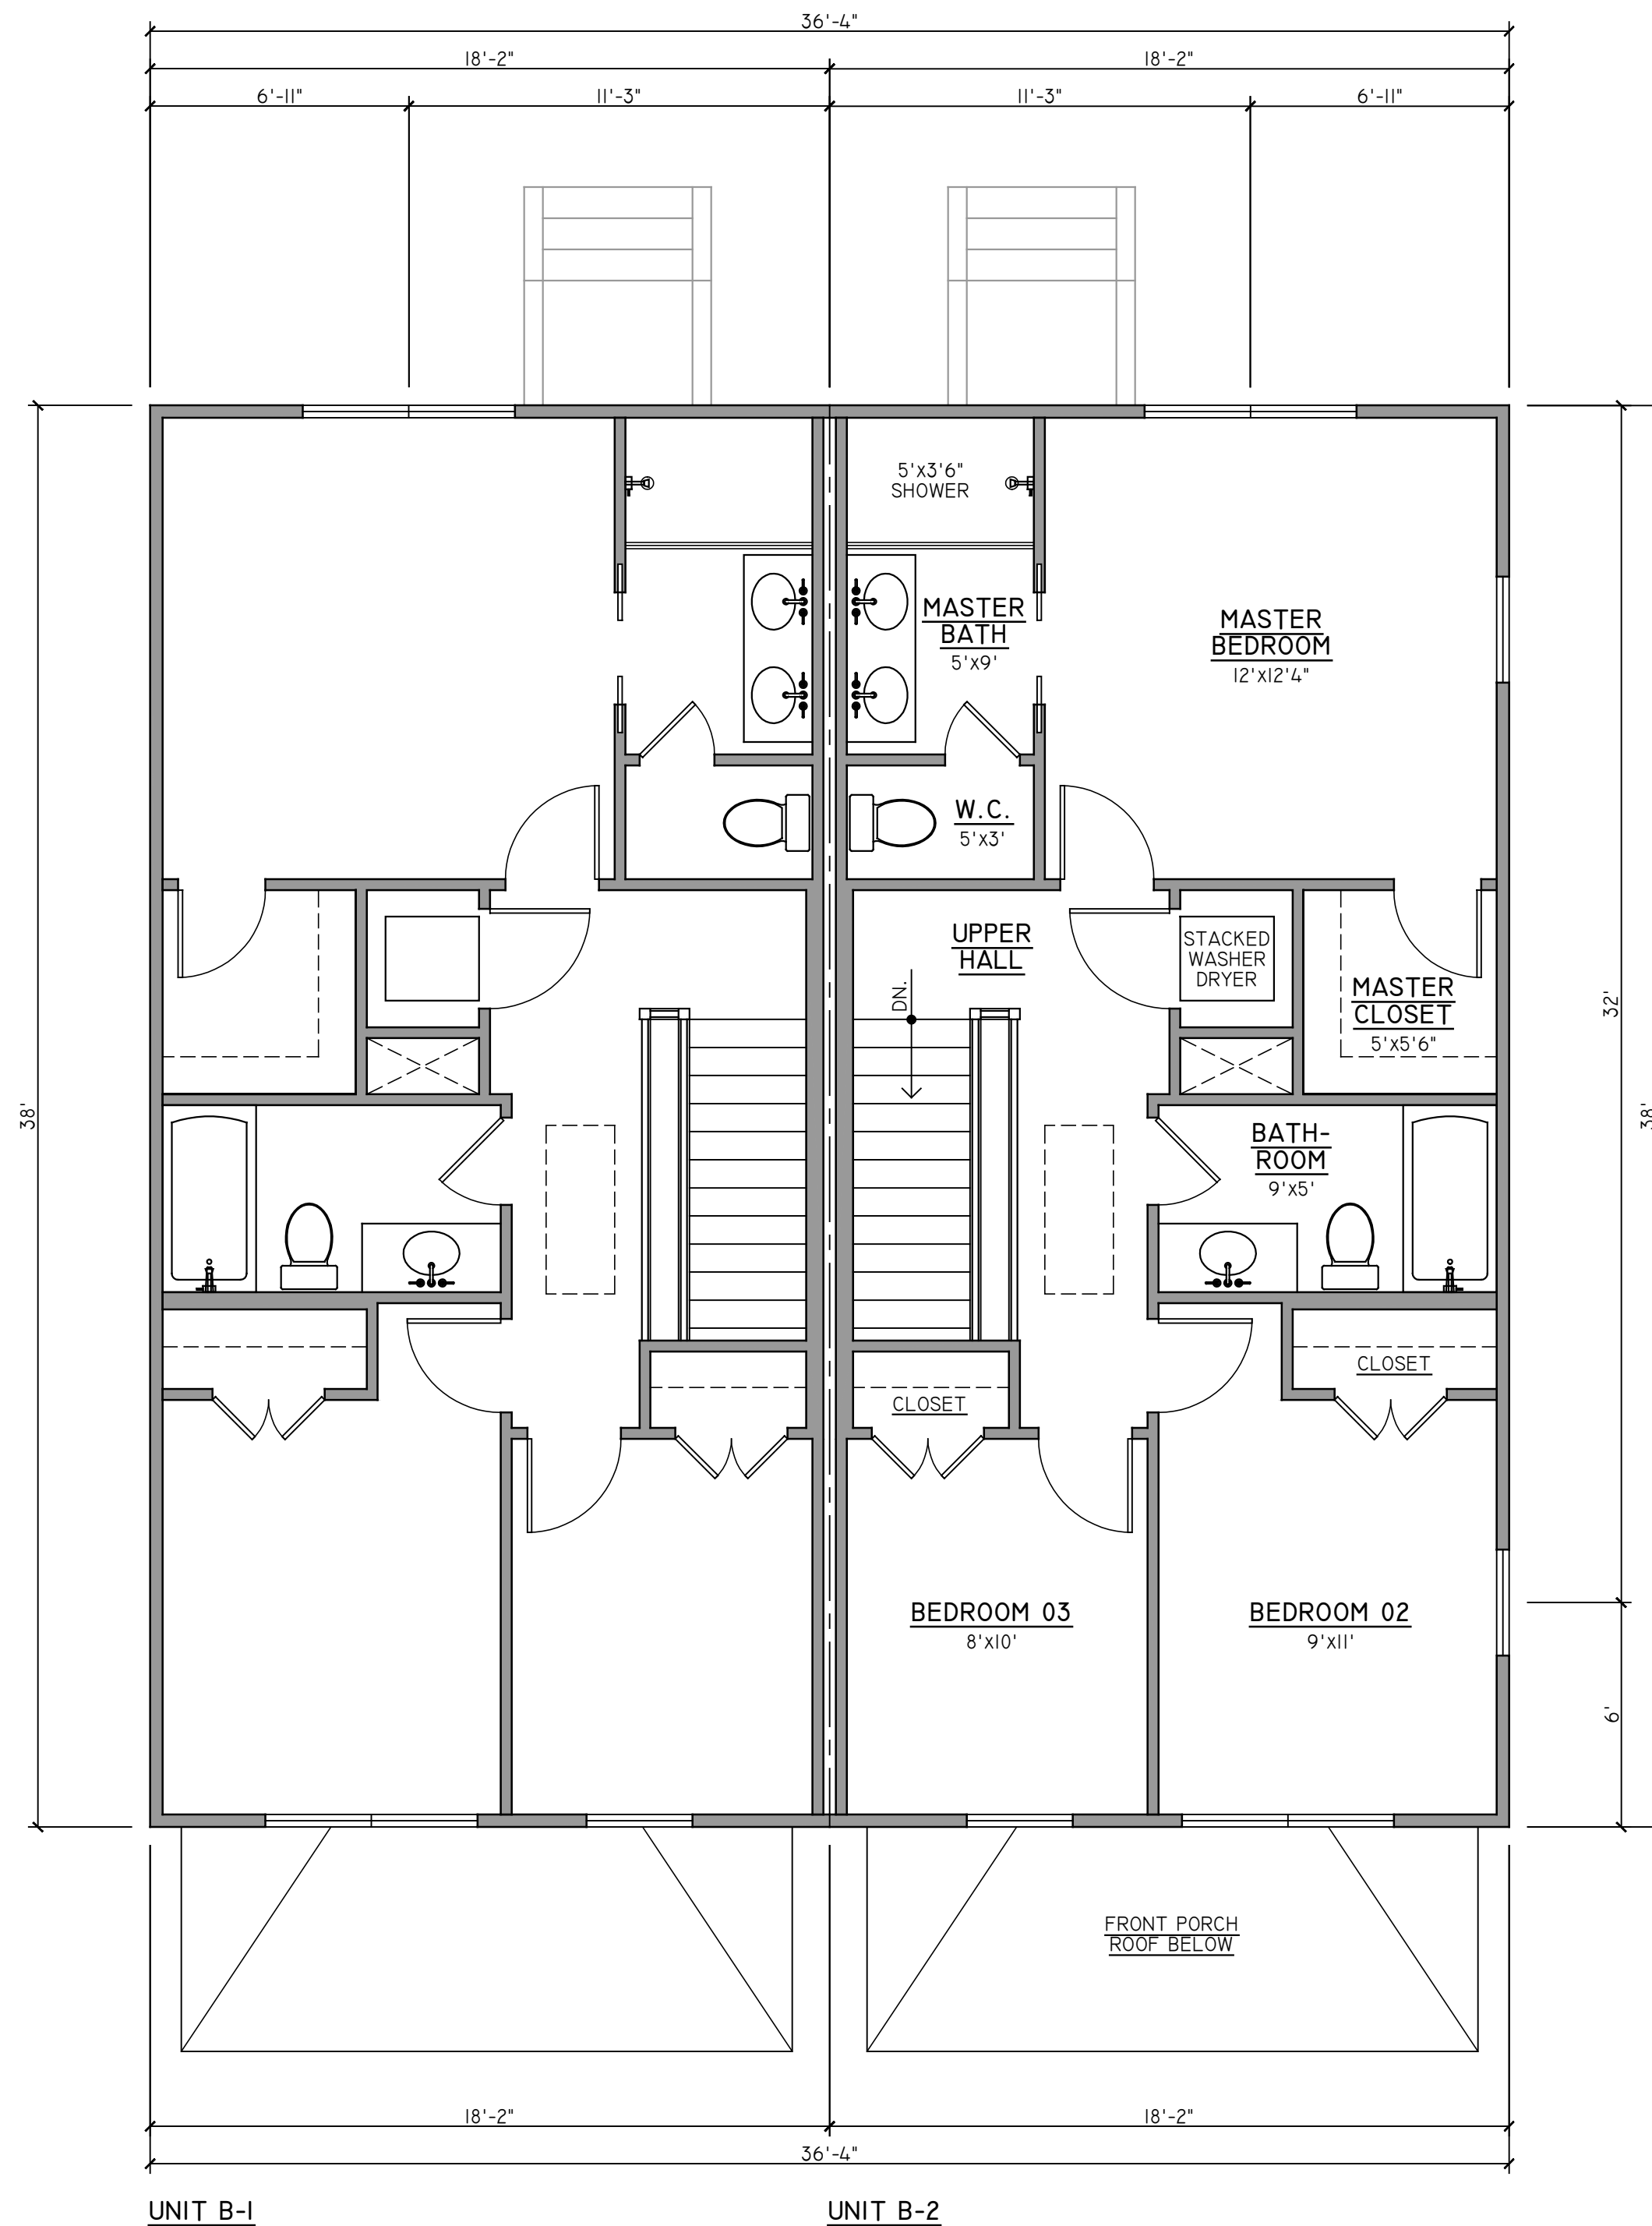 36'-4"
18'-2" 18'-2"
6'-11" 11'-3" 11'-3" 6'-11"
5'x3'6"
SHOWER
MASTER
BATH
5'x9'
MASTER
BEDROOM
12'x12'4"
W.C.
5'x3'
UPPER
HALL
DN.
STACKED
WASHER
DRYER
MASTER
CLOSET
5'x5'6"
32'
38'
38'
BATH-
ROOM
9'x5'
CLOSET
CLOSET
BEDROOM 03
8'x10'
BEDROOM 02
9'x11'
6'
FRONT PORCH
ROOF BELOW
18'-2" 18'-2"
36'-4"
UNIT B-1 UNIT B-2